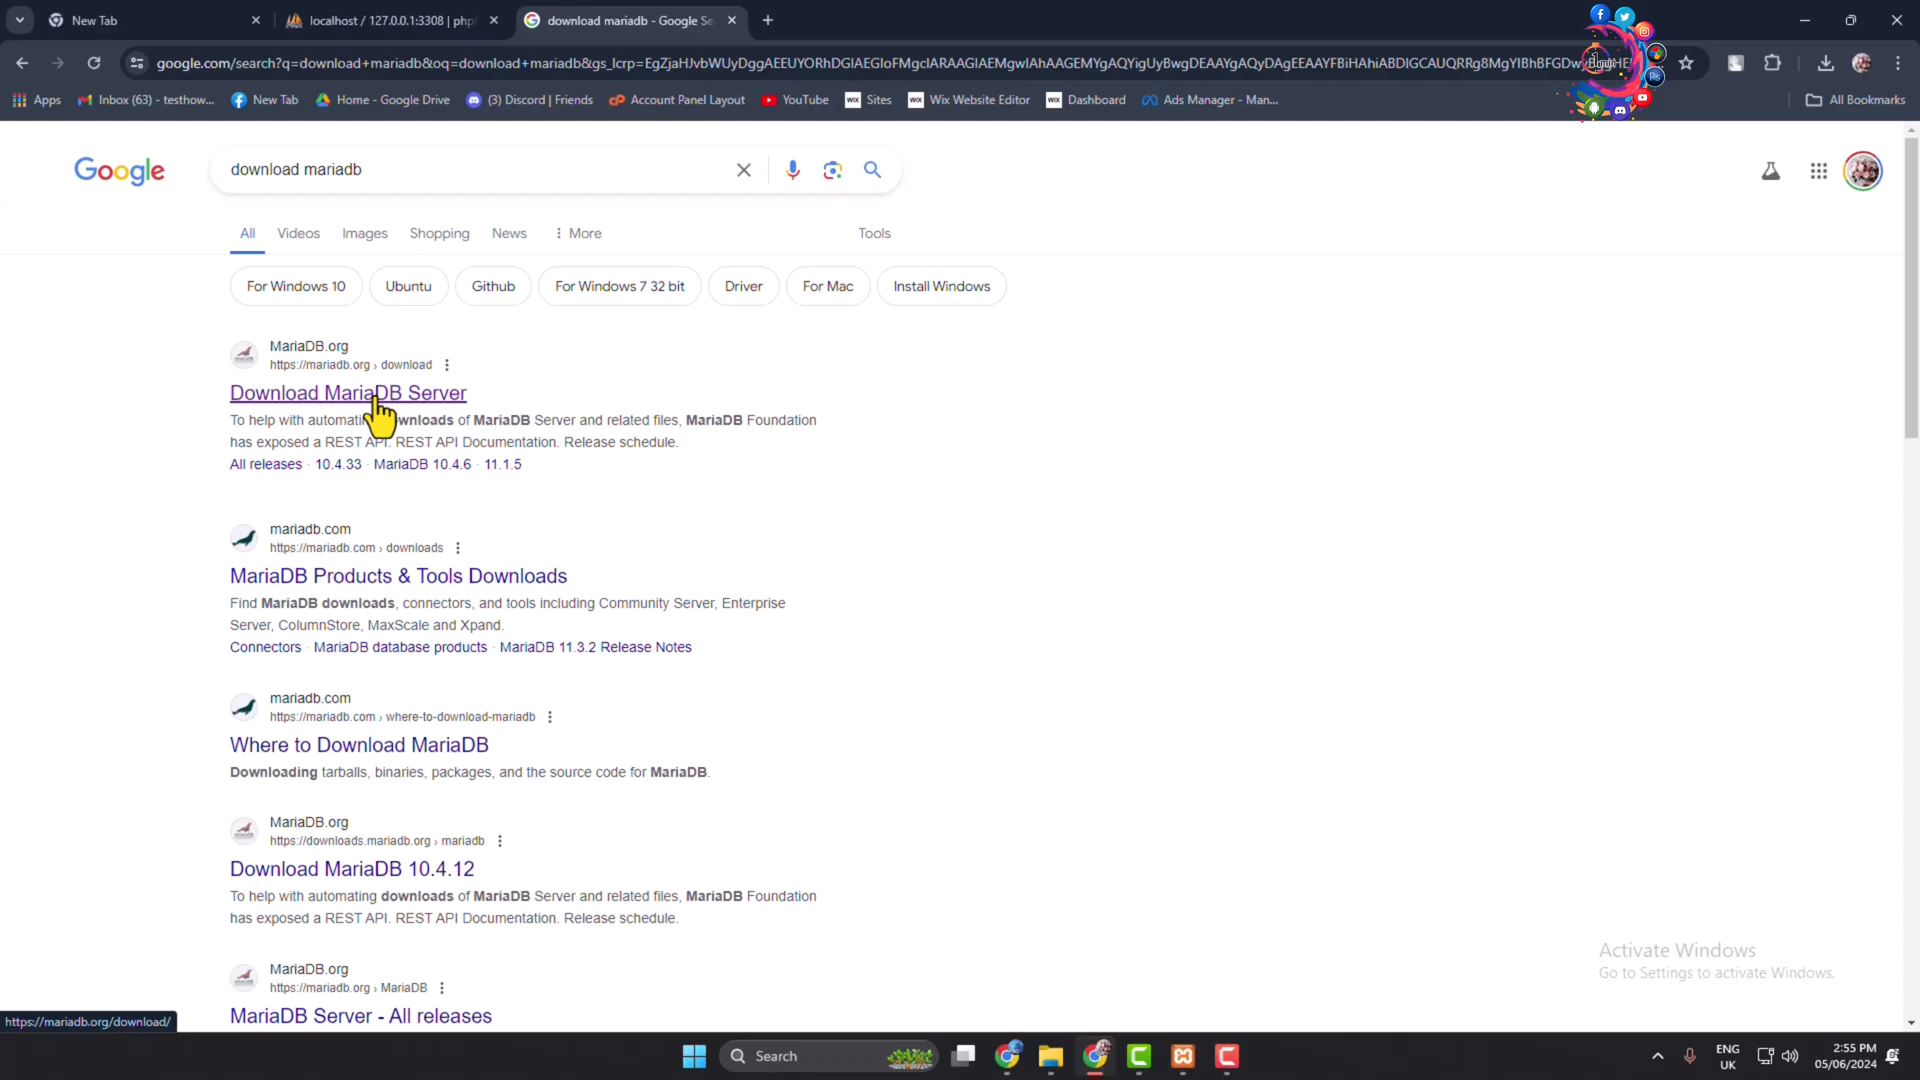 New Tab
localhost / 127.0.0.1:3308 | php
download mariadb - Google Se
google.com/search?q=download+mariadb&oq=download+mariadb&gs_lcrp=
Apps
Inbox (63) - testhow...
New Tab
Home - Google Drive
(3) Discord | Friends
Account Panel Layout
YouTube
WIX Sites
WIX Wix Website Editor
WIX Dashboard
Ads Manager - Man...
All Bookmarks
Google
download mariadb
All
Videos
Images
Shopping
News
More
Tools
For Windows 10
Ubuntu
Github
For Windows 7 32 bit
Driver
For Mac
Install Windows
MariaDB.org
https://mariadb.org › download
Download MariaDB Server
To help with automati wnloads of MariaDB Server and related files, MariaDB Foundation
has exposed a REST API. REST API Documentation. Release schedule.
All releases · 10.4.33 · MariaDB 10.4.6 · 11.1.5
mariadb.com
https://mariadb.com › downloads
MariaDB Products & Tools Downloads
Find MariaDB downloads, connectors, and tools including Community Server, Enterprise
Server, ColumnStore, MaxScale and Xpand.
Connectors · MariaDB database products · MariaDB 11.3.2 Release Notes
mariadb.com
https://mariadb.com › where-to-download-mariadb
Where to Download MariaDB
Downloading tarballs, binaries, packages, and the source code for MariaDB.
MariaDB.org
https://downloads.mariadb.org › mariadb
Download MariaDB 10.4.12
To help with automating downloads of MariaDB Server and related files, MariaDB Foundation
has exposed a REST API. REST API Documentation. Release schedule.
MariaDB.org
https://mariadb.org › MariaDB
MariaDB Server - All releases
Activate Windows
Go to Settings to activate Windows.
https://mariadb.org/download/
Search
ENG
UK
2:55 PM
05/06/2024